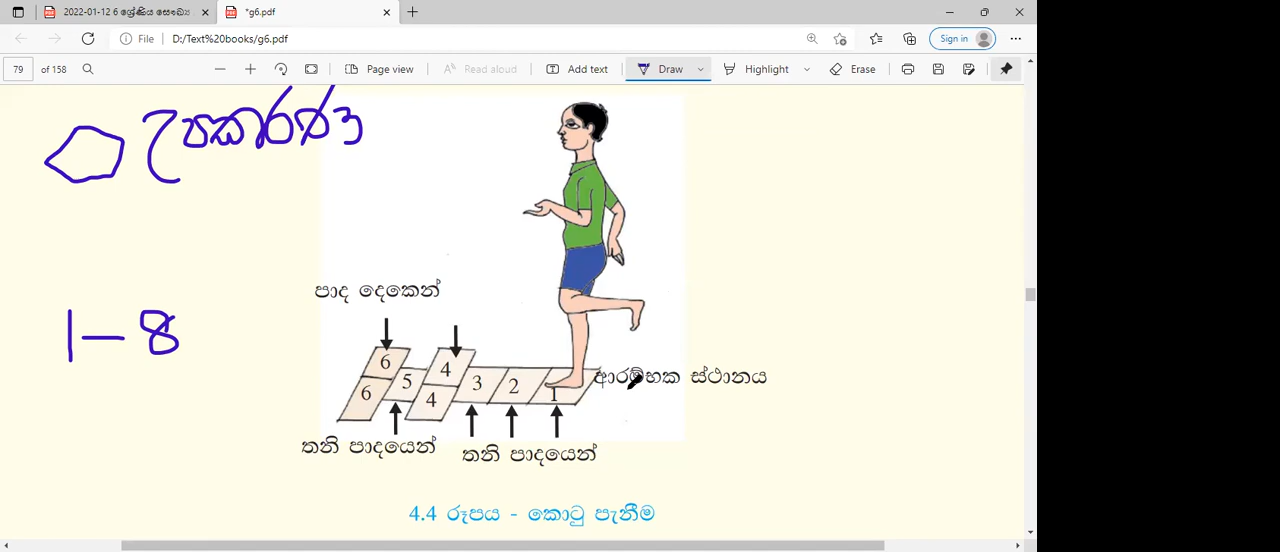 2022-01-12 6 ශ්‍රේණිය සෞඛ්‍ය
*g6.pdf
File
D:/Text%20books/g6.pdf
Sign in
79 of 158
Page view
Read aloud
Add text
Draw
Highlight
Erase
උපකරණ
පාද දෙකෙන්
1-8
6 5 4 3 2 1
6 4
ආරම්භක ස්ථානය
තනි පාදයෙන්
තනි පාදයෙන්
4.4 රූපය - කොටු පැනීම